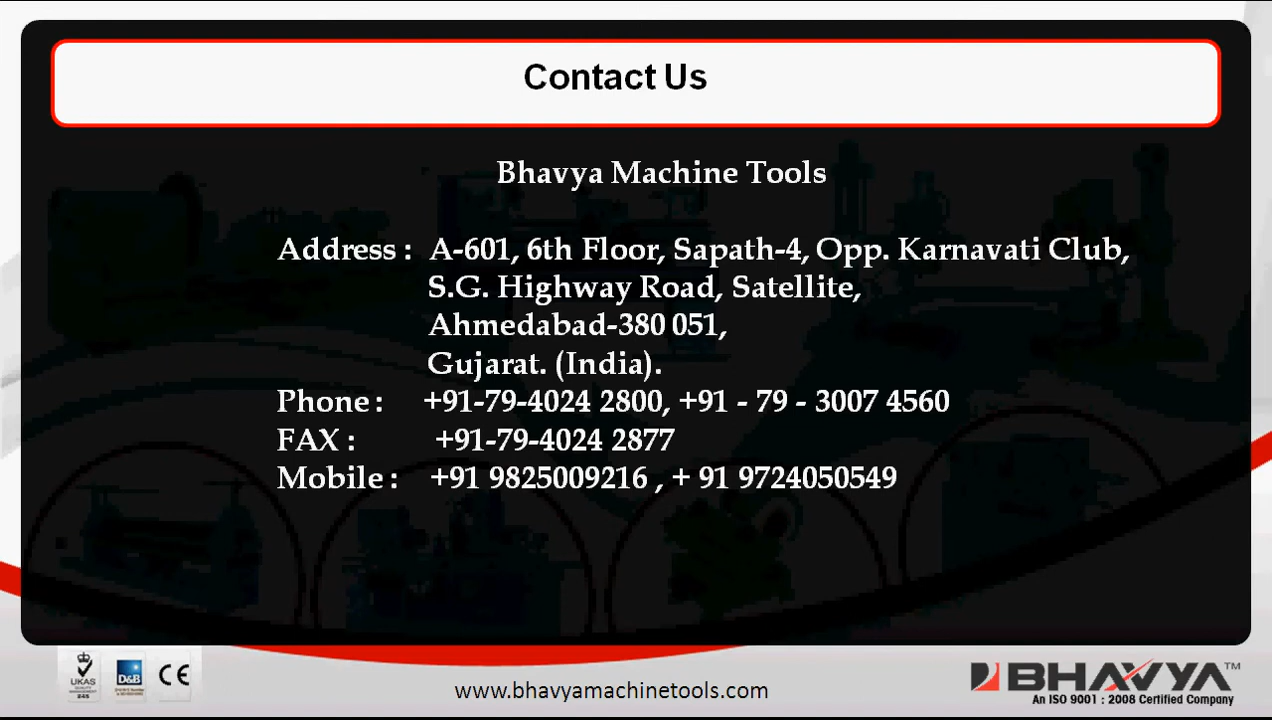 Contact Us
Bhavya Machine Tools
Address : A-601, 6th Floor, Sapath-4, Opp. Karnavati Club,
S.G. Highway Road, Satellite,
Ahmedabad-380 051,
Gujarat. (India).
Phone : +91-79-4024 2800, +91 - 79 - 3007 4560
FAX : +91-79-4024 2877
Mobile : +91 9825009216 , + 91 9724050549
UKAS
D&B
CE
www.bhavyamachinetools.com
BHAVYA™
An ISO 9001 : 2008 Certified Company